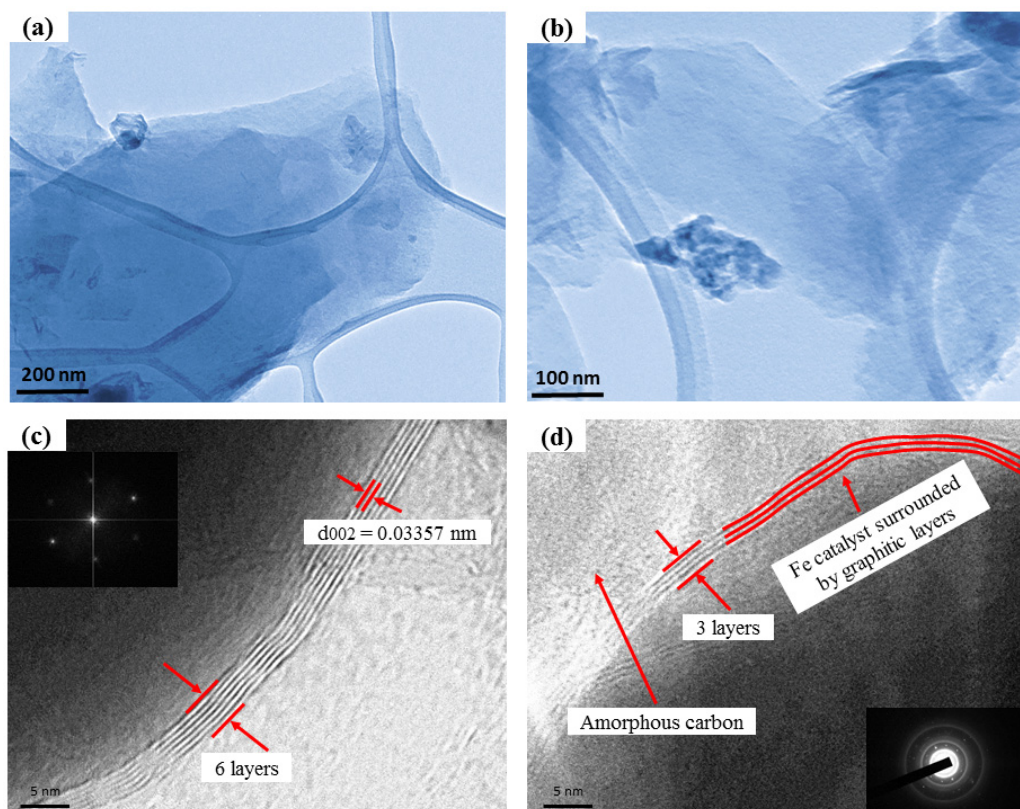 (a)
200 nm
(b)
100 nm
(c)
d002 = 0.03357 nm
6 layers
5 nm
(d)
Fe catalyst surrounded
by graphitic layers
3 layers
Amorphous carbon
5 nm